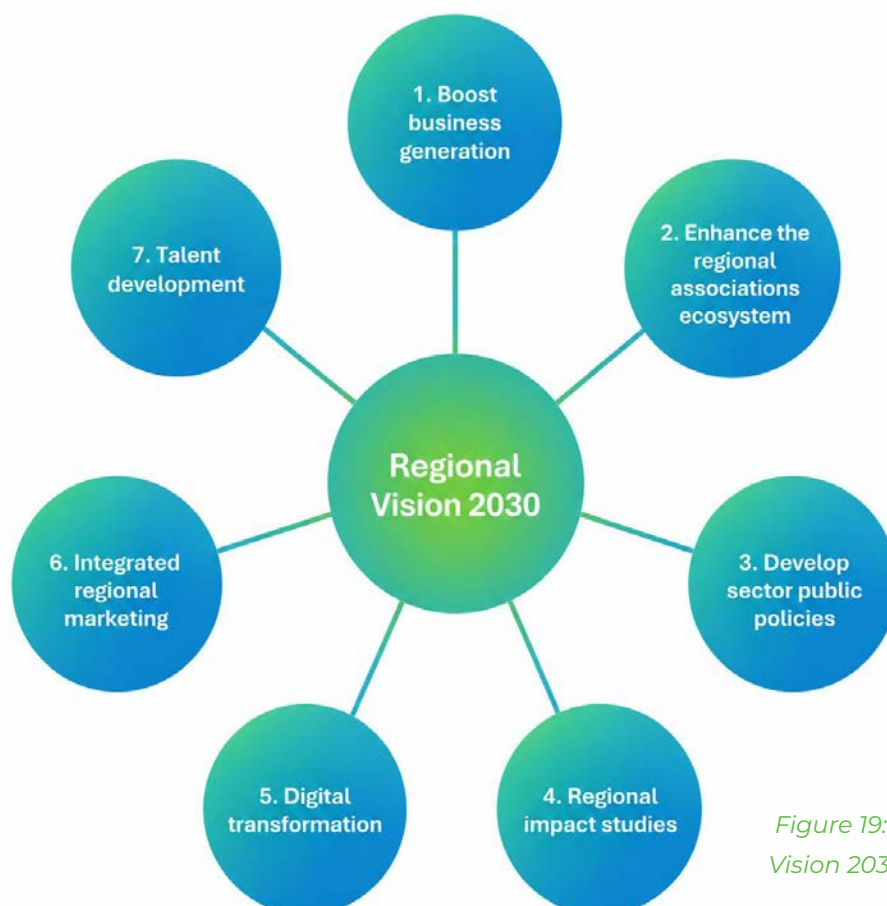 1. Boost
business
generation
2. Enhance the
regional
associations
ecosystem
3. Develop
sector public
policies
4. Regional
impact studies
5. Digital
transformation
6. Integrated
regional
marketing
7. Talent
development
Regional
Vision 2030
Figure 19:
Vision 203